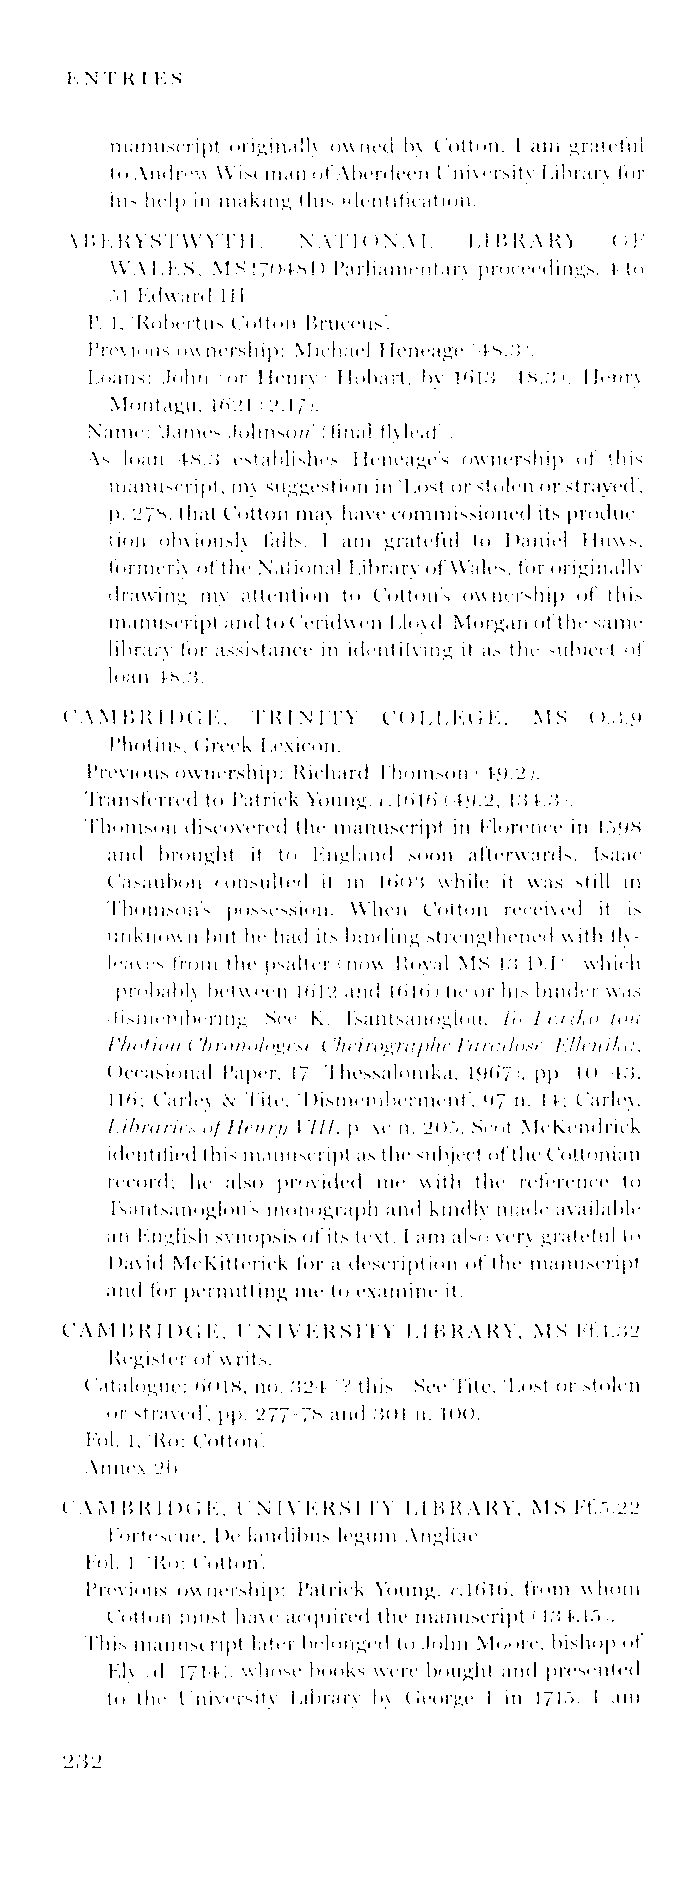 ENTRIES
manuscript originally owned by Cotton. I am grateful
to Andrew Wiseman of Aberdeen University Library for
his help in making this identification.
ABERYSTWYTH, NATIONAL LIBRARY OF
WALES, MS 17048D Parliamentary proceedings, 4 to
51 Edward III
P. 1, 'Robertus Cotton Bruceus'.
Previous ownership: Michael Heneage (48.3).
Loans: John (or Henry) Hobart, by 1613 (48.3); Henry
Montagu, 1621 (2.17).
Name: 'James Johnson' (final flyleaf).
As loan 48.3 establishes Heneage's ownership of this
manuscript, my suggestion in 'Lost or stolen or strayed',
p. 278, that Cotton may have commissioned its produc-
tion obviously falls. I am grateful to Daniel Huws,
formerly of the National Library of Wales, for originally
drawing my attention to Cotton's ownership of this
manuscript and to Ceridwen Lloyd-Morgan of the same
library for assistance in identifying it as the subject of
loan 48.3.
CAMBRIDGE, TRINITY COLLEGE, MS O.3.9
Photius, Greek Lexicon.
Previous ownership: Richard Thomson (49.2).
Transferred to Patrick Young, c.1616 (49.2, 134.3).
Thomson discovered the manuscript in Florence in 1598
and brought it to England soon afterwards. Isaac
Casaubon consulted it in 1603 while it was still in
Thomson's possession. When Cotton received it is
unknown but he had its binding strengthened with fly-
leaves from the psalter (now Royal MS 13 D.I*) which
(probably between 1612 and 1616) he or his binder was
dismembering. See K. Tsantsanoglou, To Lexiko tou
Photiou Chronologese-Cheirographe Paradose (Ellenika,
Occasional Paper, 17 (Thessalonika, 1967), pp. 40-43,
116; Carley & Tite, 'Dismemberment', 97 n. 14; Carley,
Libraries of Henry VIII, p. xc n. 205. Scot McKendrick
identified this manuscript as the subject of the Cottonian
record; he also provided me with the reference to
Tsantsanoglou's monograph and kindly made available
an English synopsis of its text. I am also very grateful to
David McKitterick for a description of the manuscript
and for permitting me to examine it.
CAMBRIDGE, UNIVERSITY LIBRARY, MS Ff.1.32
Register of writs.
Catalogue: 6018, no. 324 (? this). See Tite, 'Lost or stolen
or strayed', pp. 277-78 and 301 n. 100.
Fol. 1, 'Ro: Cotton'.
Annex 2b
CAMBRIDGE, UNIVERSITY LIBRARY, MS Ff.5.22
Fortescue, De laudibus legum Angliae
Fol. 1 'Ro: Cotton'.
Previous ownership: Patrick Young, c.1616, from whom
Cotton must have acquired the manuscript (134.15).
This manuscript later belonged to John Moore, bishop of
Ely (d. 1714), whose books were bought and presented
to the University Library by George I in 1715. I am
232